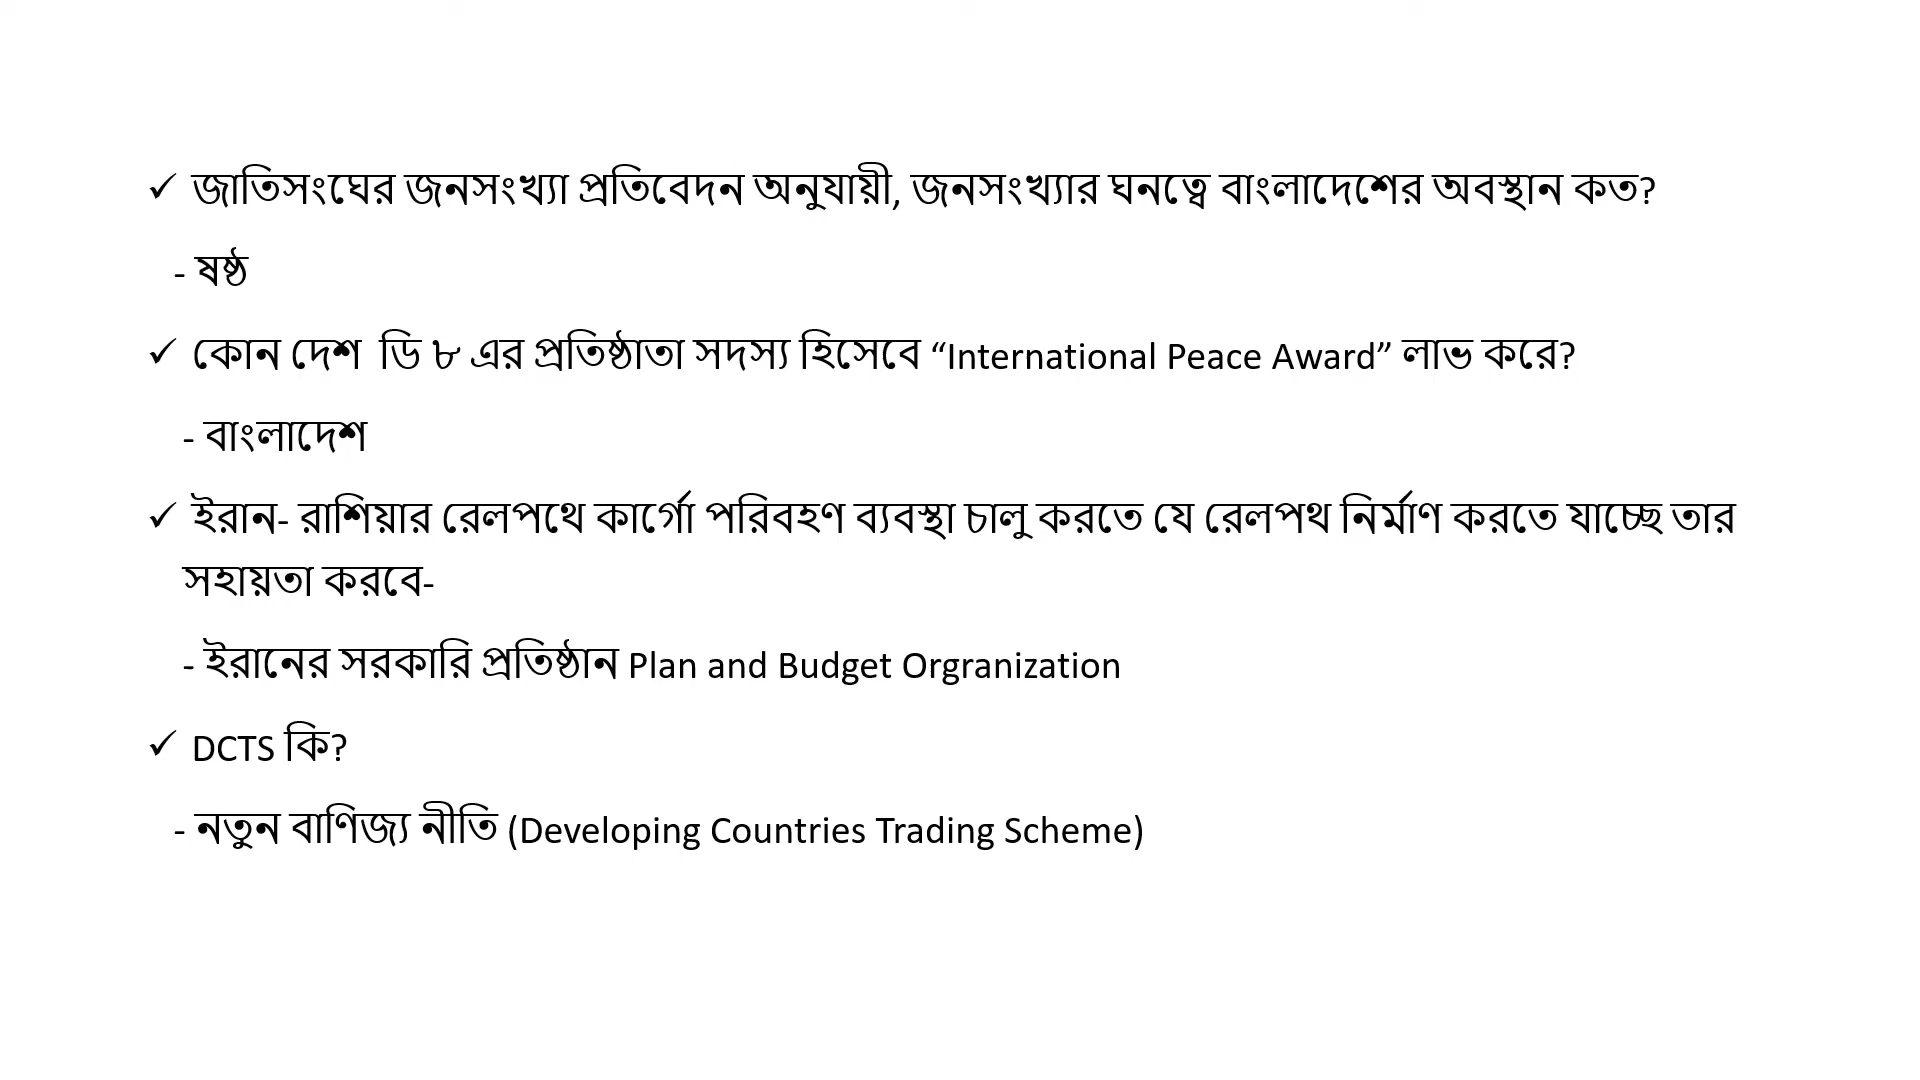 ✓ জাতিসংঘের জনসংখ্যা প্রতিবেদন অনুযায়ী, জনসংখ্যার ঘনত্বে বাংলাদেশের অবস্থান কত?
- ষষ্ঠ
✓ কোন দেশ ডি ৮ এর প্রতিষ্ঠাতা সদস্য হিসেবে “International Peace Award” লাভ করে?
- বাংলাদেশ
✓ ইরান- রাশিয়ার রেলপথে কার্গো পরিবহণ ব্যবস্থা চালু করতে যে রেলপথ নির্মাণ করতে যাচ্ছে তার
সহায়তা করবে-
- ইরানের সরকারি প্রতিষ্ঠান Plan and Budget Orgranization
✓ DCTS কি?
- নতুন বাণিজ্য নীতি (Developing Countries Trading Scheme)